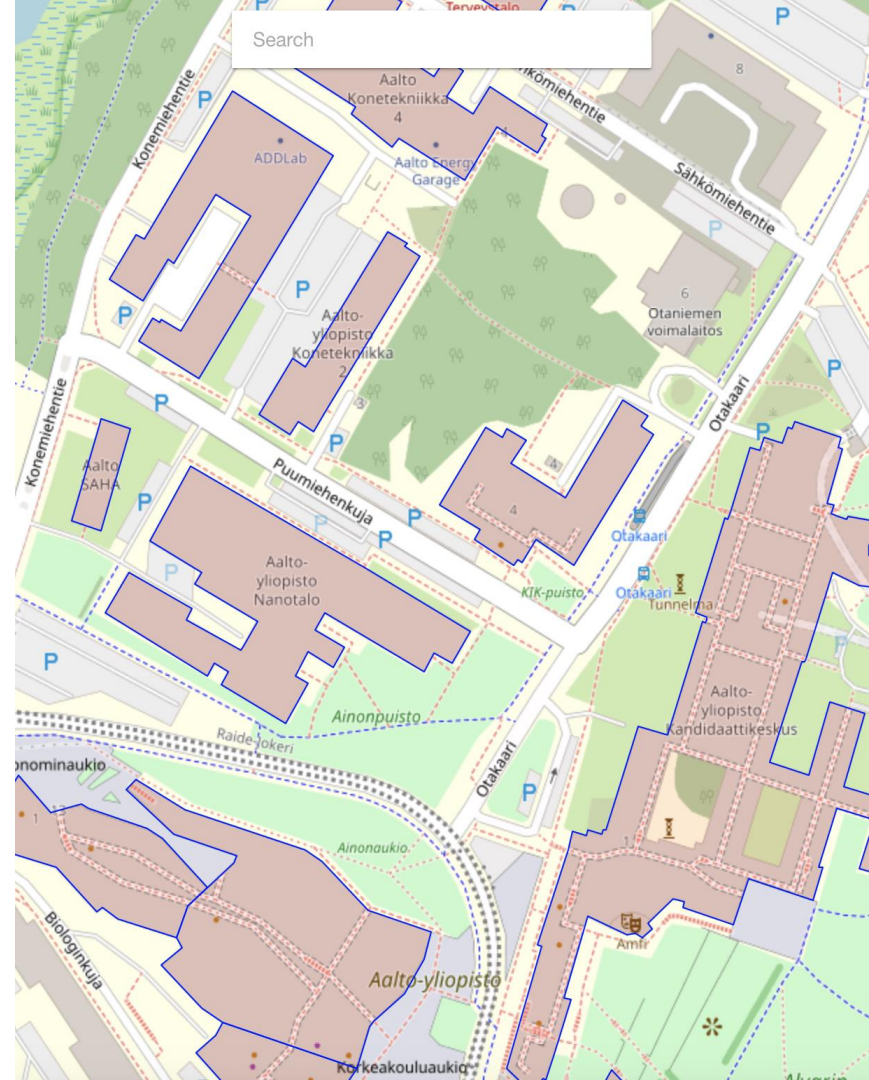 Terveystalo
P
P
P
Search
8
Aalto
Konetekniikka
4
4
Sähkömiehentie
Konemiehentie
P
ADDLab
Aalto Energy
Garage
Sähkömiehentie
P
P
6
Otaniemen
voimalaitos
P
Aalto-
yliopisto
Konetekniikka
2
P
Otakaari
P
3
P
Konemiehentie
P
P
Aalto
SAHA
Puumiehenkuja
4
P
P
P
P
4
Otakaari
P
Aalto-
yliopisto
Nanotalo
KIK-puisto
Otakaari
Tunnelma
P
P
Aalto-
yliopisto
Kandidaattikeskus
Ainonpuisto
Raide-Jokeri
onominaukio
Otakaari
P
13
1
1
Ainonaukio
Biologinkuja
Amfi
Aalto-yliopisto
Korkeakouluaukio
Alvarin